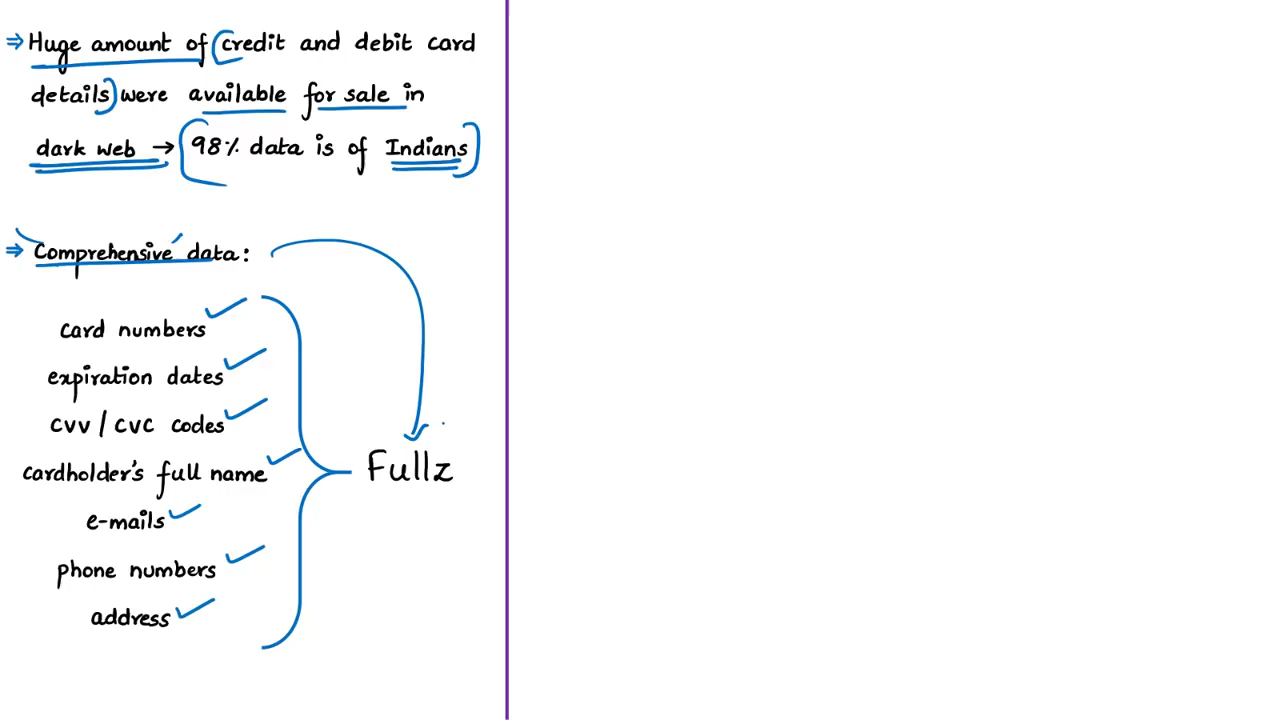 ⇒ Huge amount of (credit and debit card
details) were available for sale in
dark web → (98% data is of Indians)
⇒ 'Comprehensive' data:
card numbers ✓
expiration dates ✓
CVV / CVC codes ✓
cardholder's full name ✓
e-mails ✓
phone numbers ✓
address ✓
Fullz